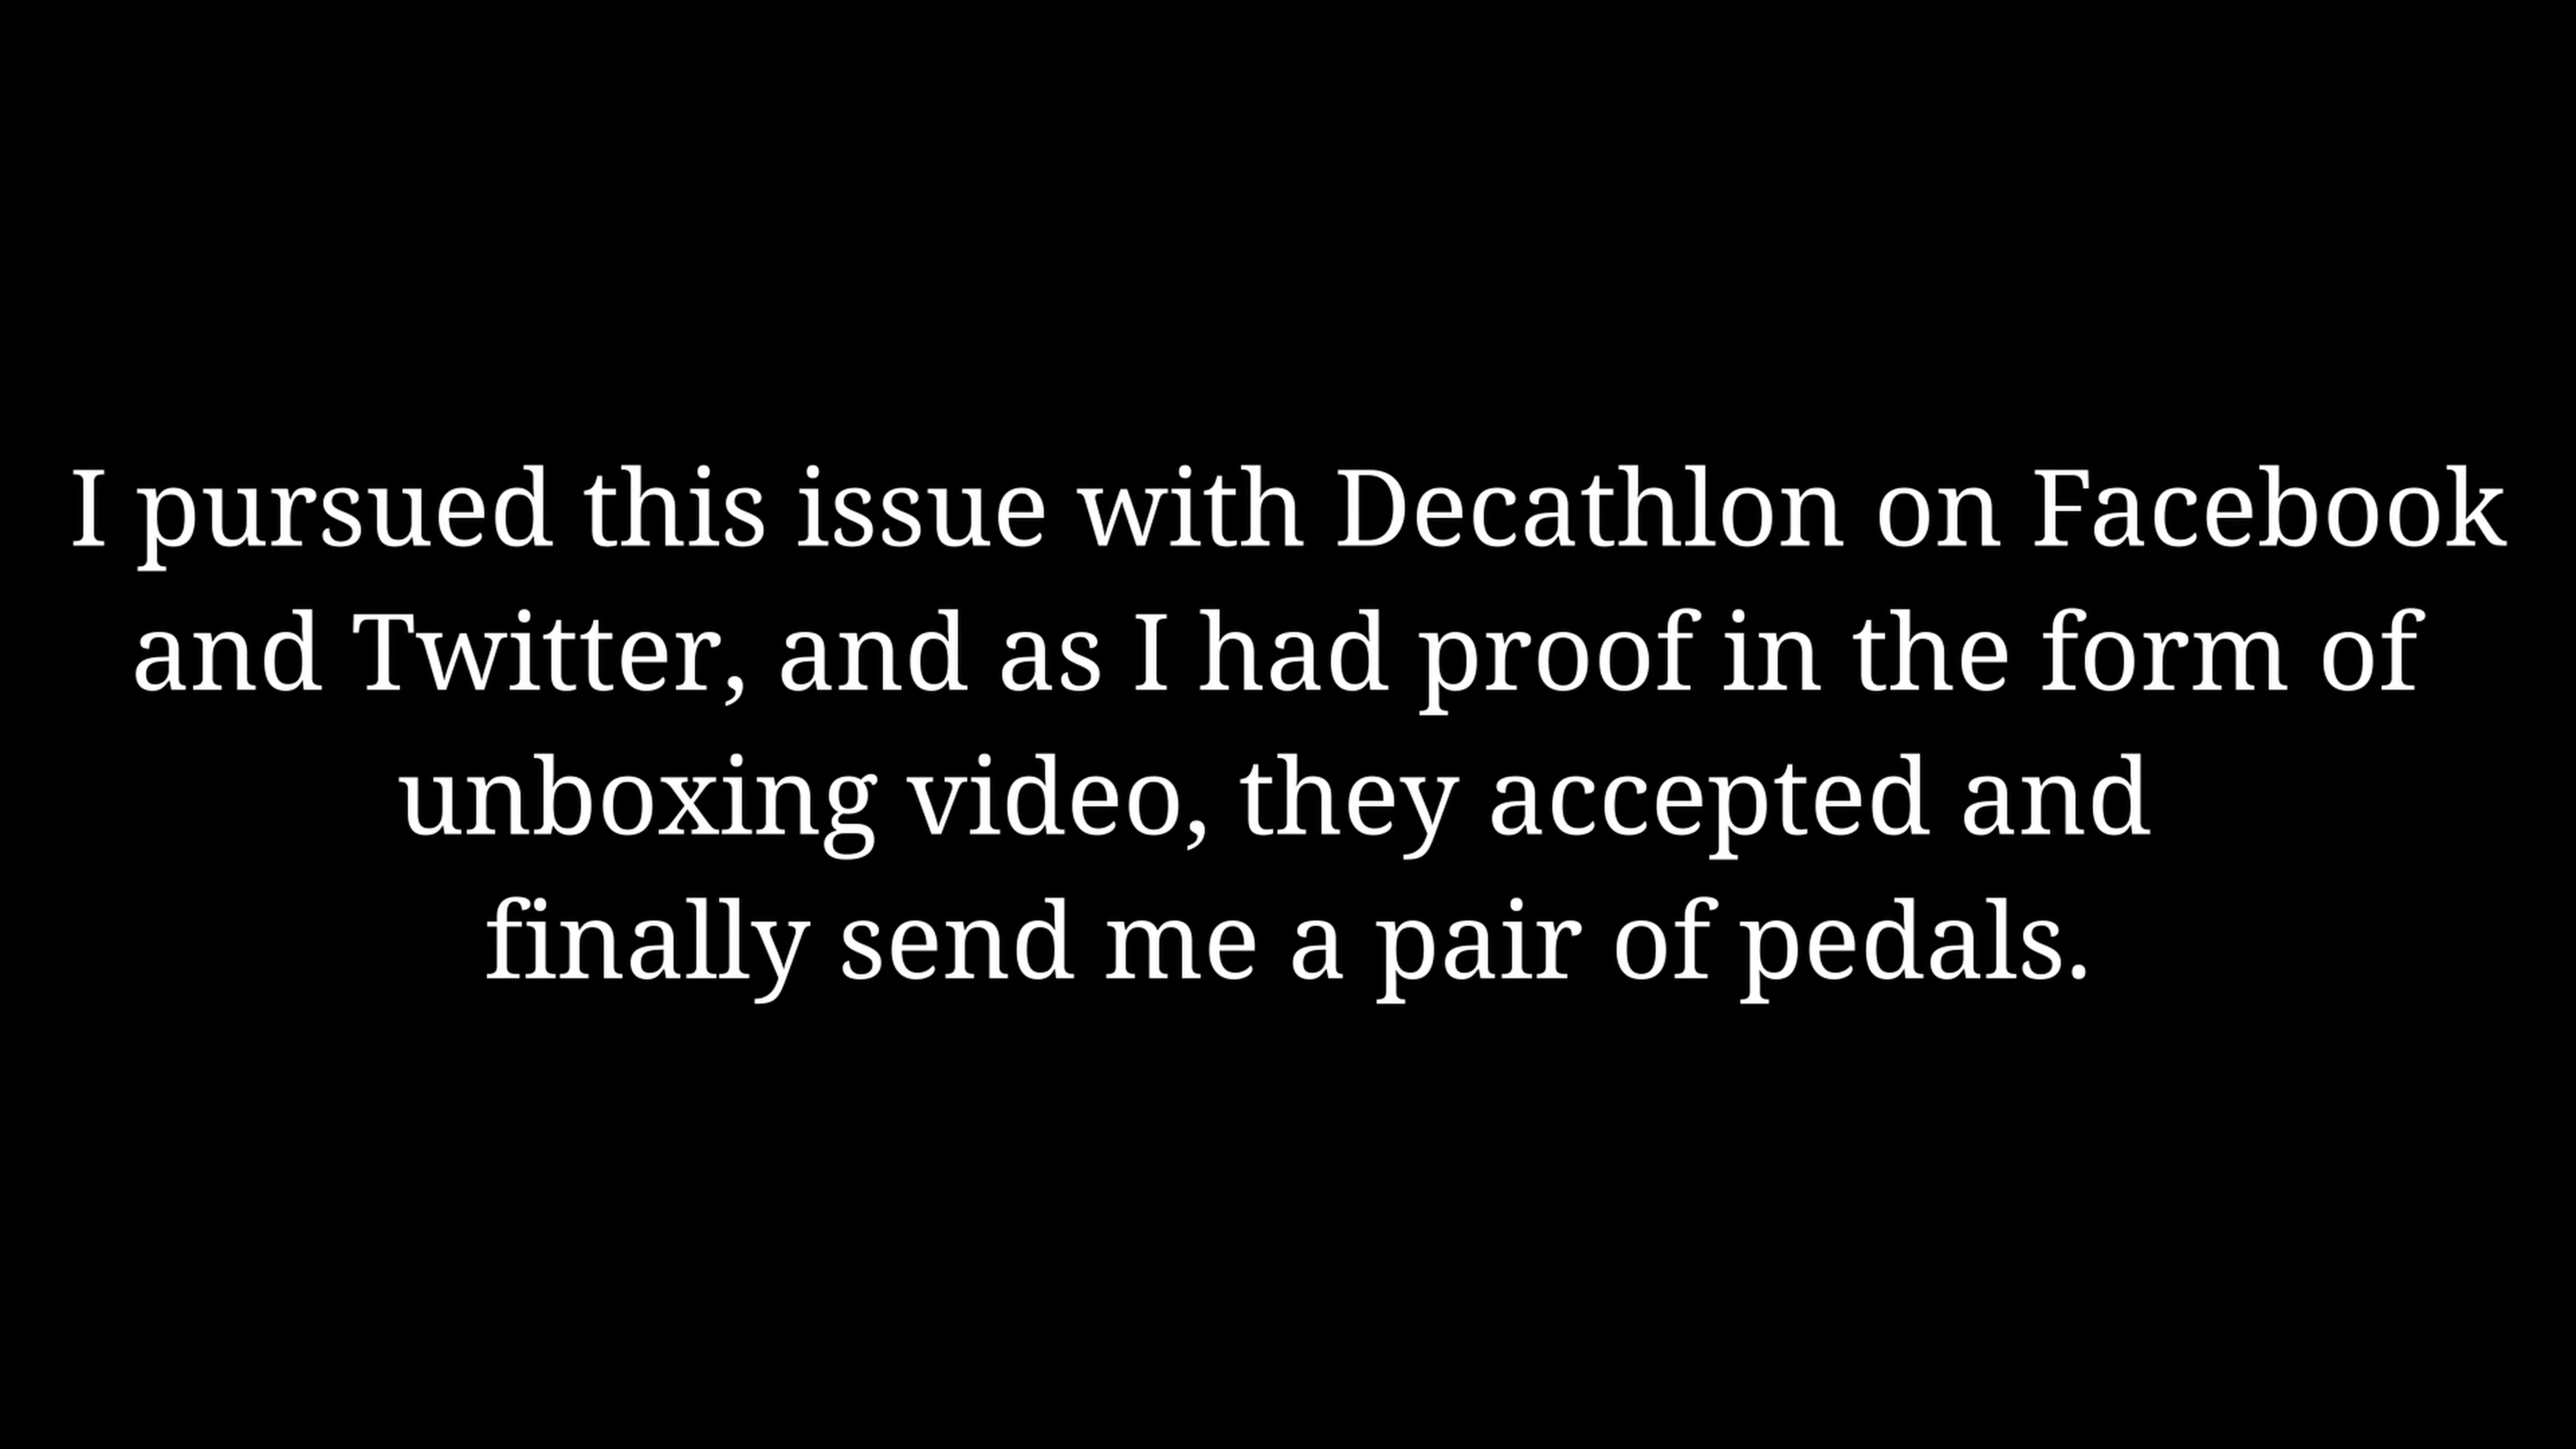 I pursued this issue with Decathlon on Facebook
and Twitter, and as I had proof in the form of
unboxing video, they accepted and
finally send me a pair of pedals.